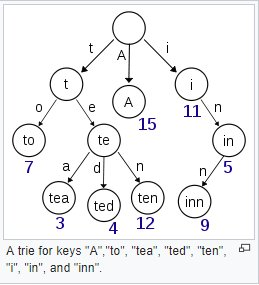 t A i
t A i
15 11
o e n
to te in
7 5
a d n n
tea ted ten inn
3 4 12 9
A trie for keys "A","to", "tea", "ted", "ten",
"i", "in", and "inn".